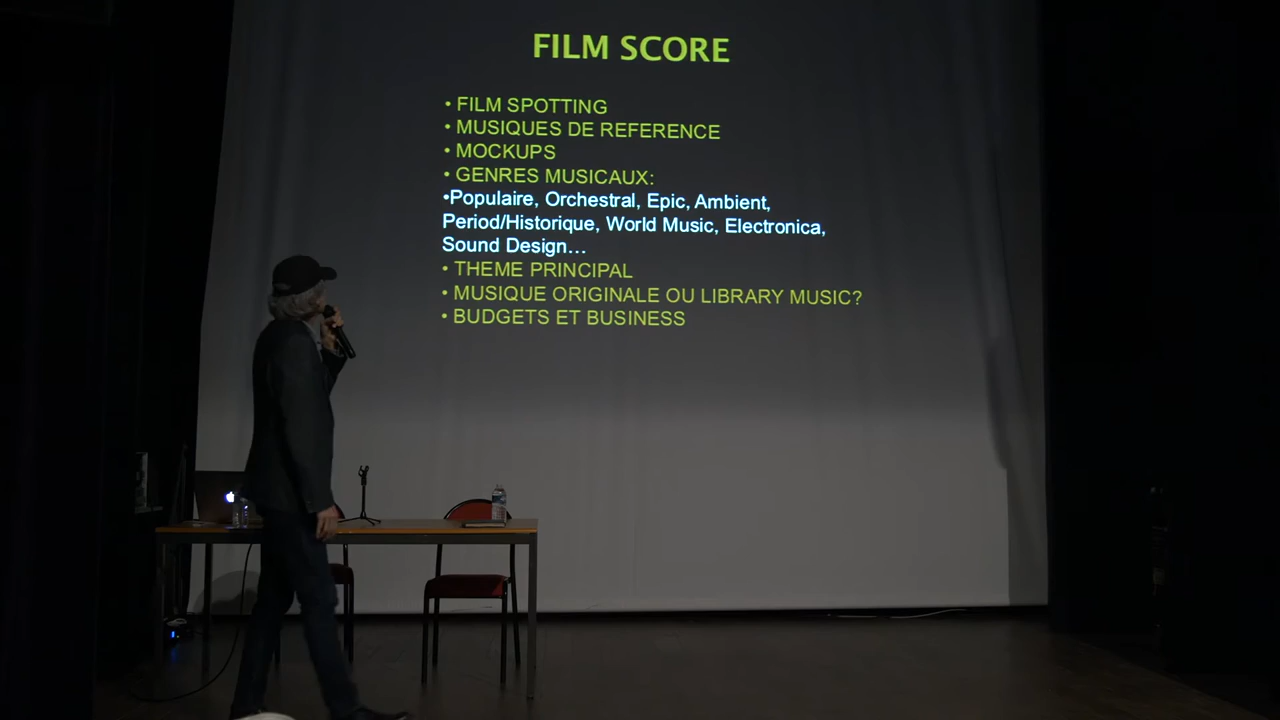 FILM SCORE
• FILM SPOTTING
• MUSIQUES DE REFERENCE
• MOCKUPS
• GENRES MUSICAUX:
•Populaire, Orchestral, Epic, Ambient,
Period/Historique, World Music, Electronica,
Sound Design…
• THEME PRINCIPAL
• MUSIQUE ORIGINALE OU LIBRARY MUSIC?
• BUDGETS ET BUSINESS